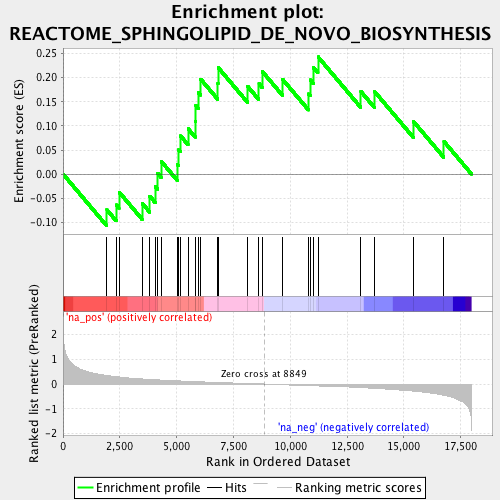 Enrichment plot:
REACTOME_SPHINGOLIPID_DE_NOVO_BIOSYNTHESIS
Enrichment score (ES)
0.25
0.20
0.15
0.10
0.05
0.00
-0.05
-0.10
'na_pos' (positively correlated)
Ranked list metric (PreRanked)
2
1
0
-1
-2
Zero cross at 8849
'na_neg' (negatively correlated)
0
2,500
5,000
7,500
10,000
12,500
15,000
17,500
Rank in Ordered Dataset
Enrichment profile
Hits
Ranking metric scores